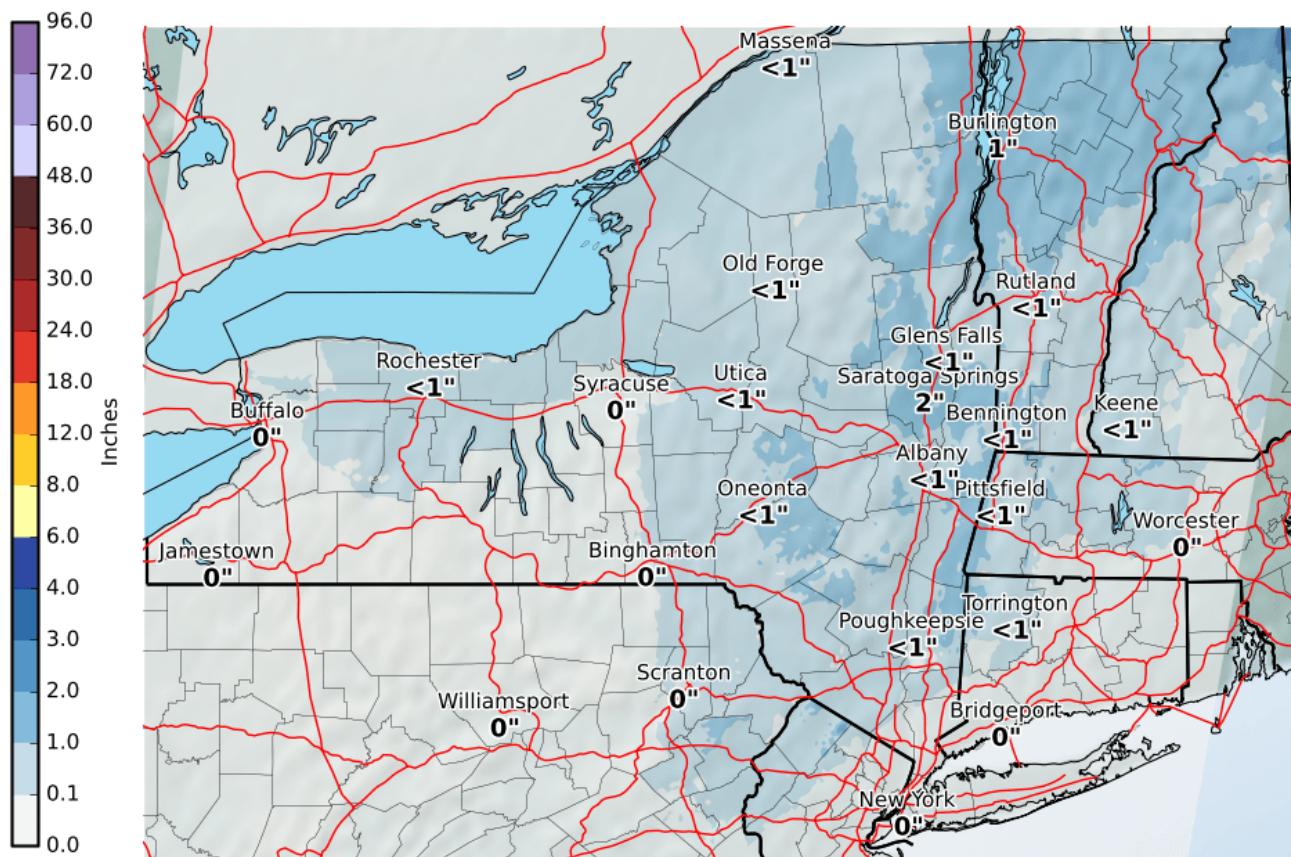 96.0
72.0
60.0
48.0
36.0
30.0
24.0
18.0
12.0
8.0
6.0
4.0
3.0
2.0
1.0
0.1
0.0
Inches
Massena
<1"
Burlington
1"
Old Forge
<1"
Rutland
<1"
Glens Falls
<1"
Rochester
<1"
Syracuse
0"
Utica
<1"
Saratoga Springs
2"
Buffalo
0"
Bennington
<1"
Keene
<1"
Albany
<1"
Oneonta
<1"
Pittsfield
<1"
Worcester
0"
Jamestown
0"
Binghamton
0"
Torrington
<1"
Poughkeepsie
<1"
Scranton
0"
Williamsport
0"
Bridgeport
0"
New York
0"